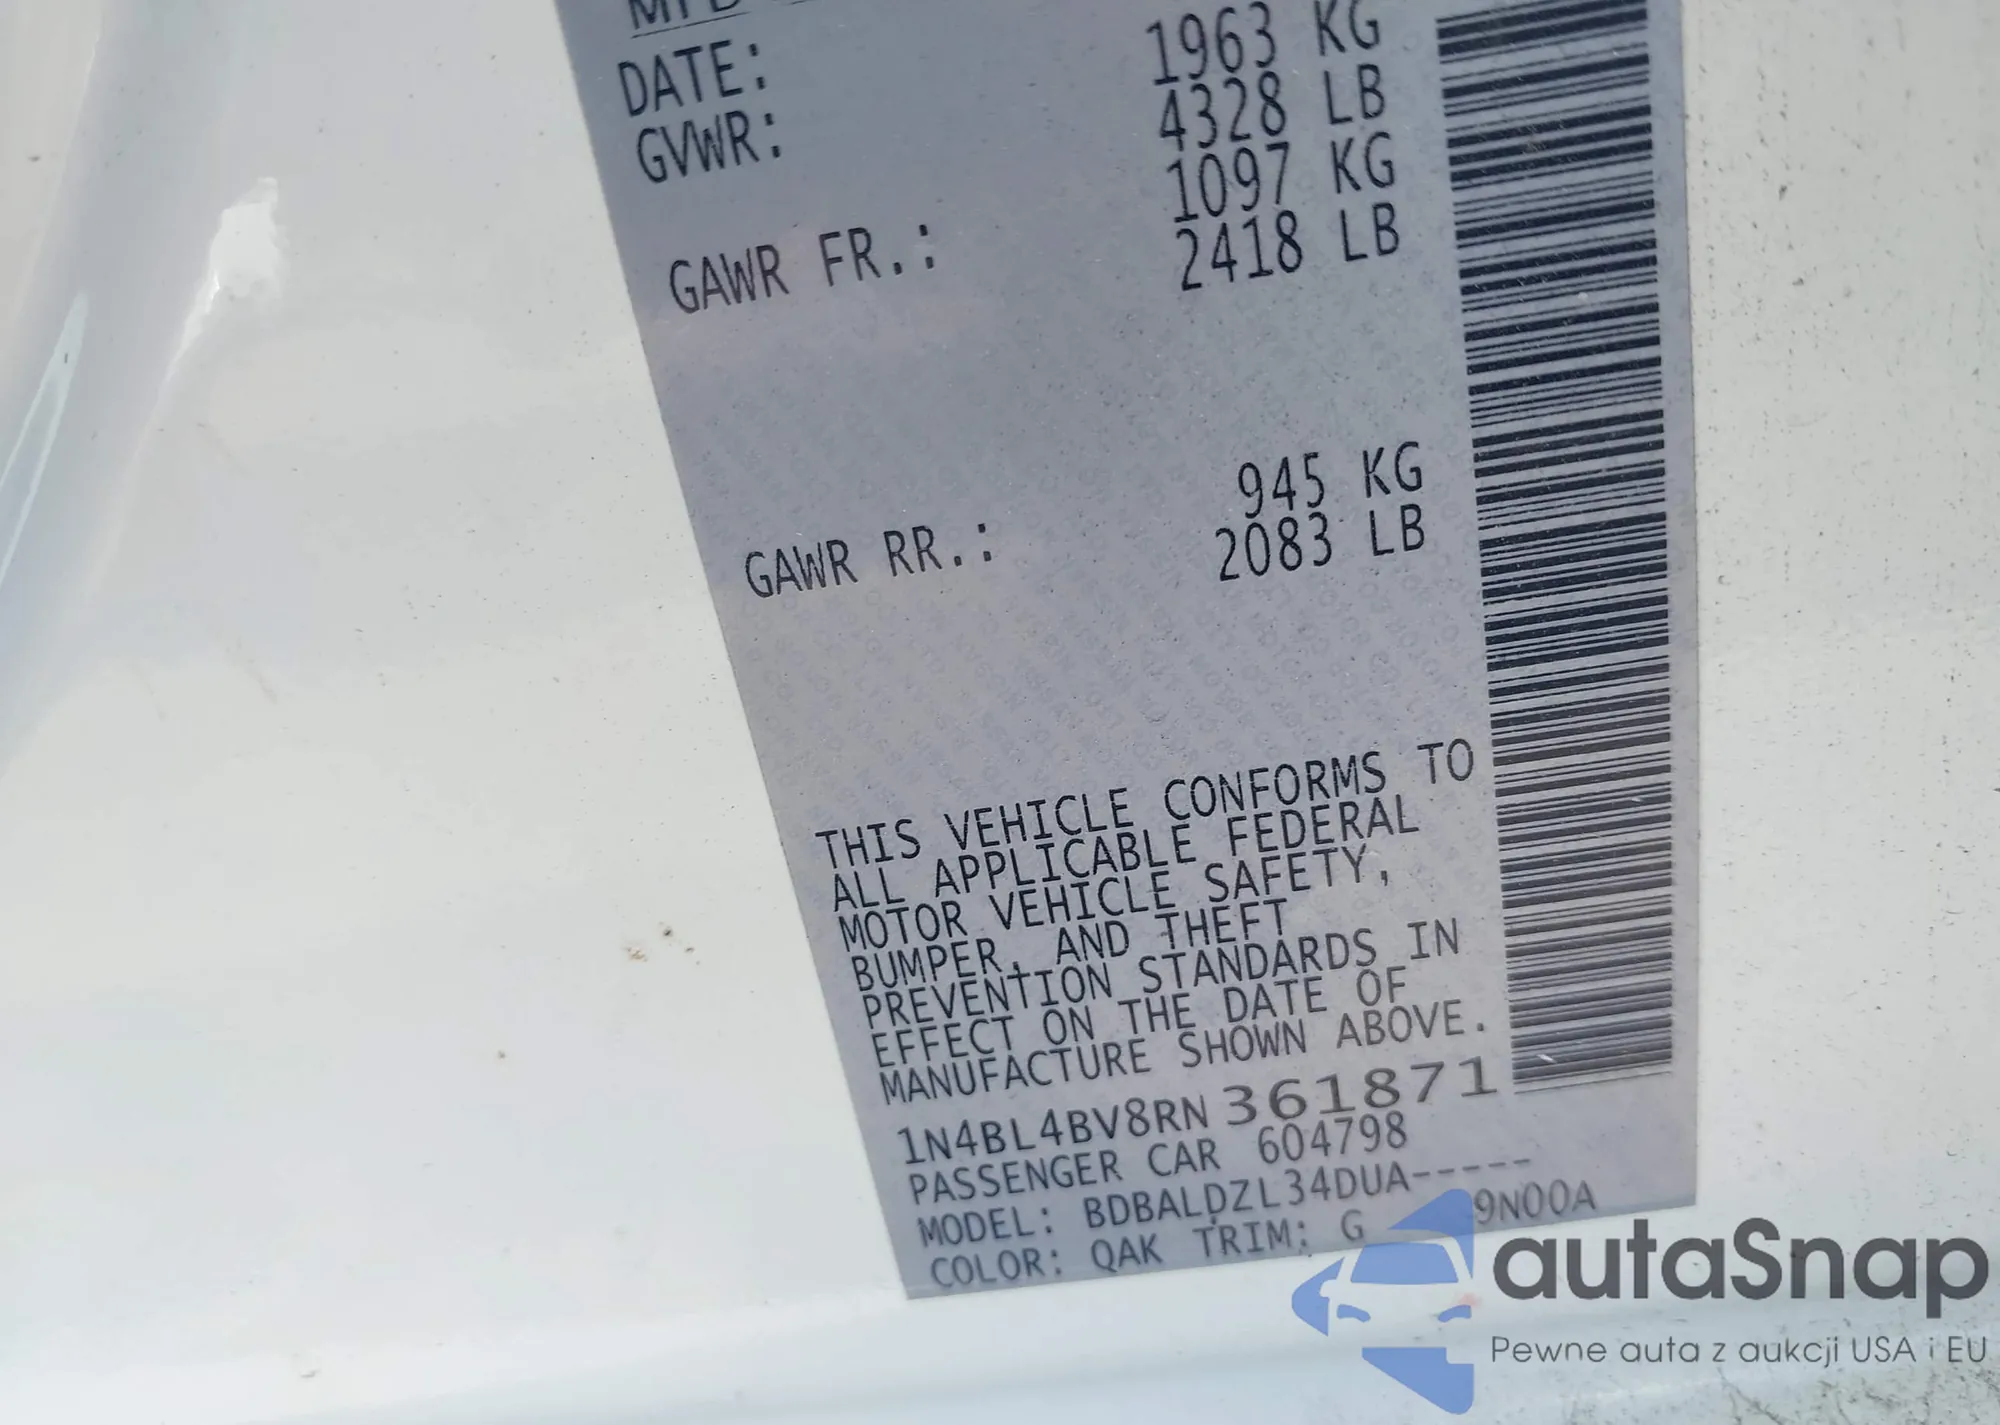 DATE:
GVWR: 1963 KG
4328 LB
GAWR FR.: 1097 KG
2418 LB
GAWR RR.: 945 KG
2083 LB
THIS VEHICLE CONFORMS TO
ALL APPLICABLE FEDERAL
MOTOR VEHICLE SAFETY,
BUMPER, AND THEFT
PREVENTION STANDARDS IN
EFFECT ON THE DATE OF
MANUFACTURE SHOWN ABOVE.
1N4BL4BV8RN361871
PASSENGER CAR 604798
MODEL: BDBALDZL34DUA-----
COLOR: QAK TRIM: G 9N00A
autaSnap
Pewne auta z aukcji USA i EU